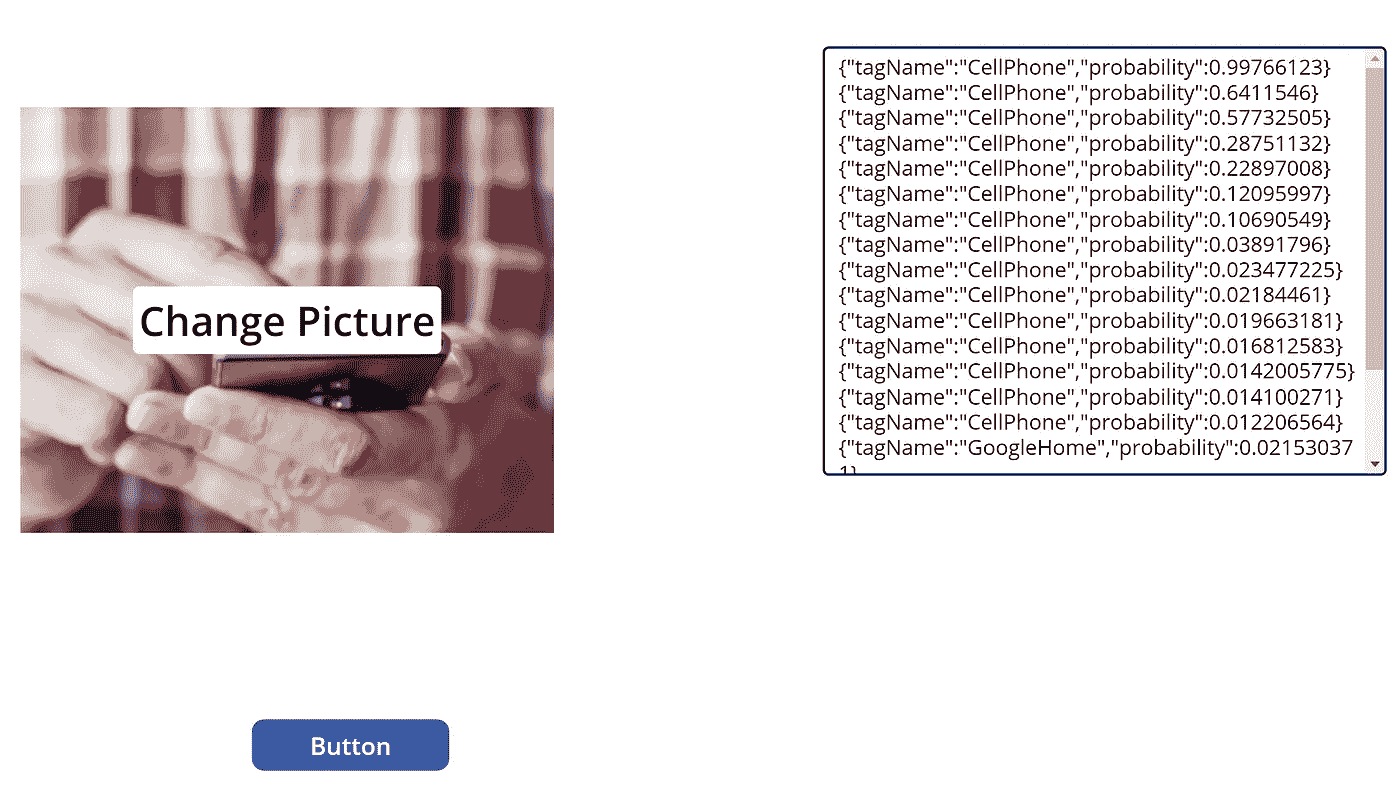 Change Picture
Button
{"tagName":"CellPhone","probability":0.99766123}
{"tagName":"CellPhone","probability":0.6411546}
{"tagName":"CellPhone","probability":0.57732505}
{"tagName":"CellPhone","probability":0.28751132}
{"tagName":"CellPhone","probability":0.22897008}
{"tagName":"CellPhone","probability":0.12095997}
{"tagName":"CellPhone","probability":0.10690549}
{"tagName":"CellPhone","probability":0.03891796}
{"tagName":"CellPhone","probability":0.023477225}
{"tagName":"CellPhone","probability":0.02184461}
{"tagName":"CellPhone","probability":0.019663181}
{"tagName":"CellPhone","probability":0.016812583}
{"tagName":"CellPhone","probability":0.0142005775}
{"tagName":"CellPhone","probability":0.014100271}
{"tagName":"CellPhone","probability":0.012206564}
{"tagName":"GoogleHome","probability":0.02153037
1}